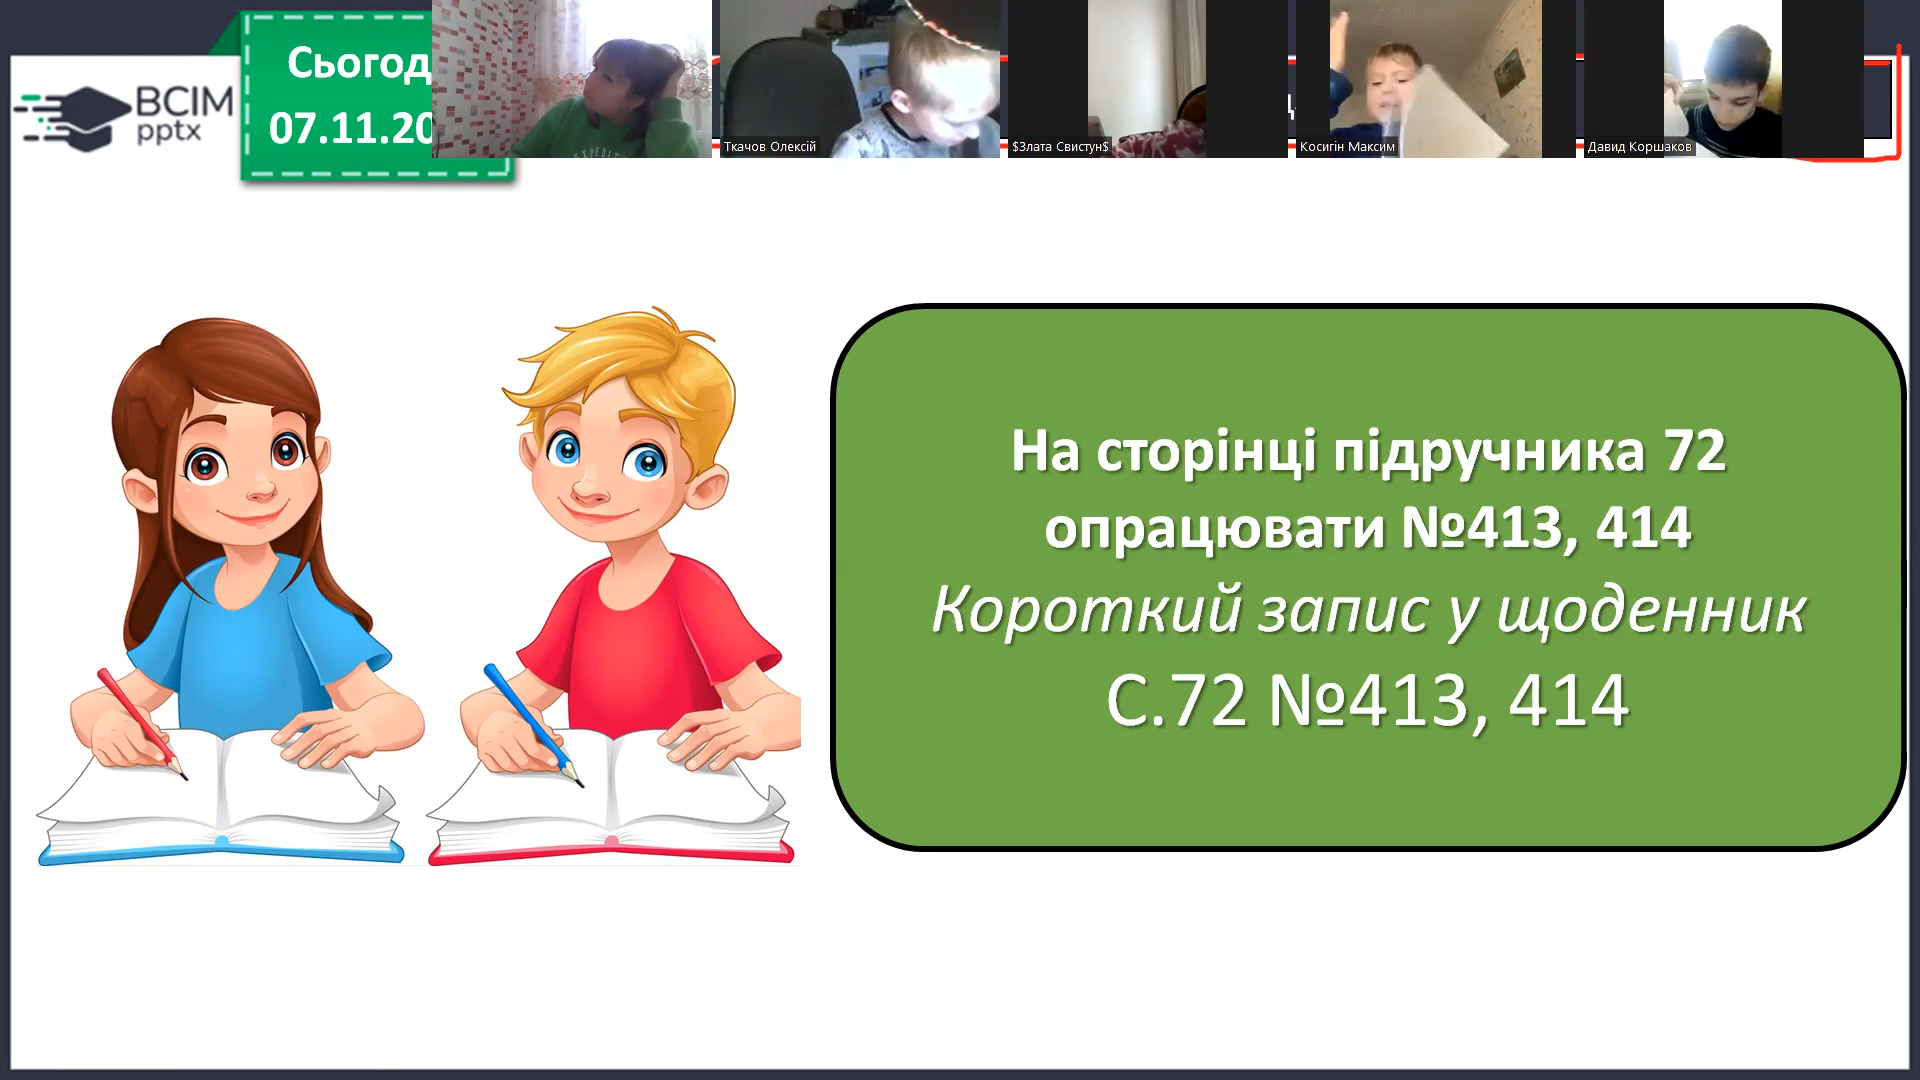 Сьогод
07.11.20
BCIM
pptx
Ткачов Олексій
$Злата Свистун$
Косигін Максим
Давид Коршаков
На сторінці підручника 72
опрацювати №413, 414
Короткий запис у щоденник
С.72 №413, 414